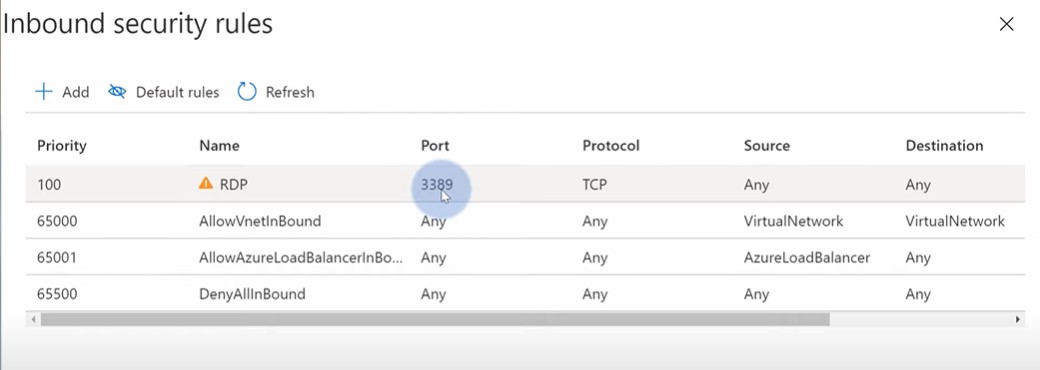 Inbound security rules
Add Default rules Refresh
Priority Name Port Protocol Source Destination
100 RDP 3389 TCP Any Any
65000 AllowVnetInBound Any Any VirtualNetwork VirtualNetwork
65001 AllowAzureLoadBalancerInBo... Any Any AzureLoadBalancer Any
65500 DenyAllInBound Any Any Any Any